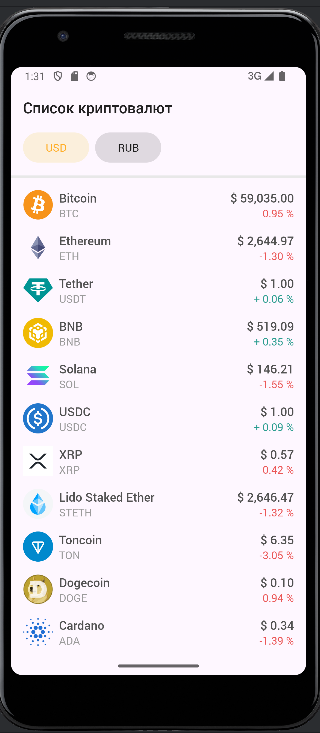 1:31 3G
Список криптовалют
USD RUB
Bitcoin $ 59,035.00
BTC 0.95 %
Ethereum $ 2,644.97
ETH -1.30 %
Tether $ 1.00
USDT + 0.06 %
BNB $ 519.09
BNB + 0.35 %
Solana $ 146.21
SOL -1.55 %
USDC $ 1.00
USDC + 0.09 %
XRP $ 0.57
XRP 0.42 %
Lido Staked Ether $ 2,646.47
STETH -1.32 %
Toncoin $ 6.35
TON -3.05 %
Dogecoin $ 0.10
DOGE 0.94 %
Cardano $ 0.34
ADA -1.39 %